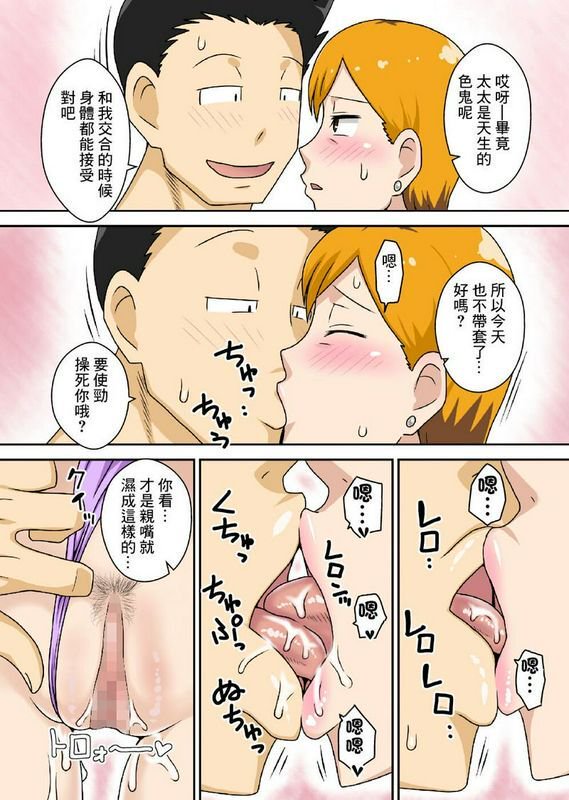 哎呀—畢竟
太太是天生的
色鬼呢
和我交合的時候
身體都能接受
對吧
所以今天
也不帶套了…
好嗎?
嗯…
ちゅっ…
ちゅう
要使勁
操死你哦?
嗯…
レロ…
レロレロ…
嗯…
嗯…♥
レロンッ
嗯♥
くちゅっ
ちゅぷっ
ぬちゅっ…
嗯
嗯…
你看…
才是親嘴就
濕成這樣的…
クイッ
トロォ〜〜♥